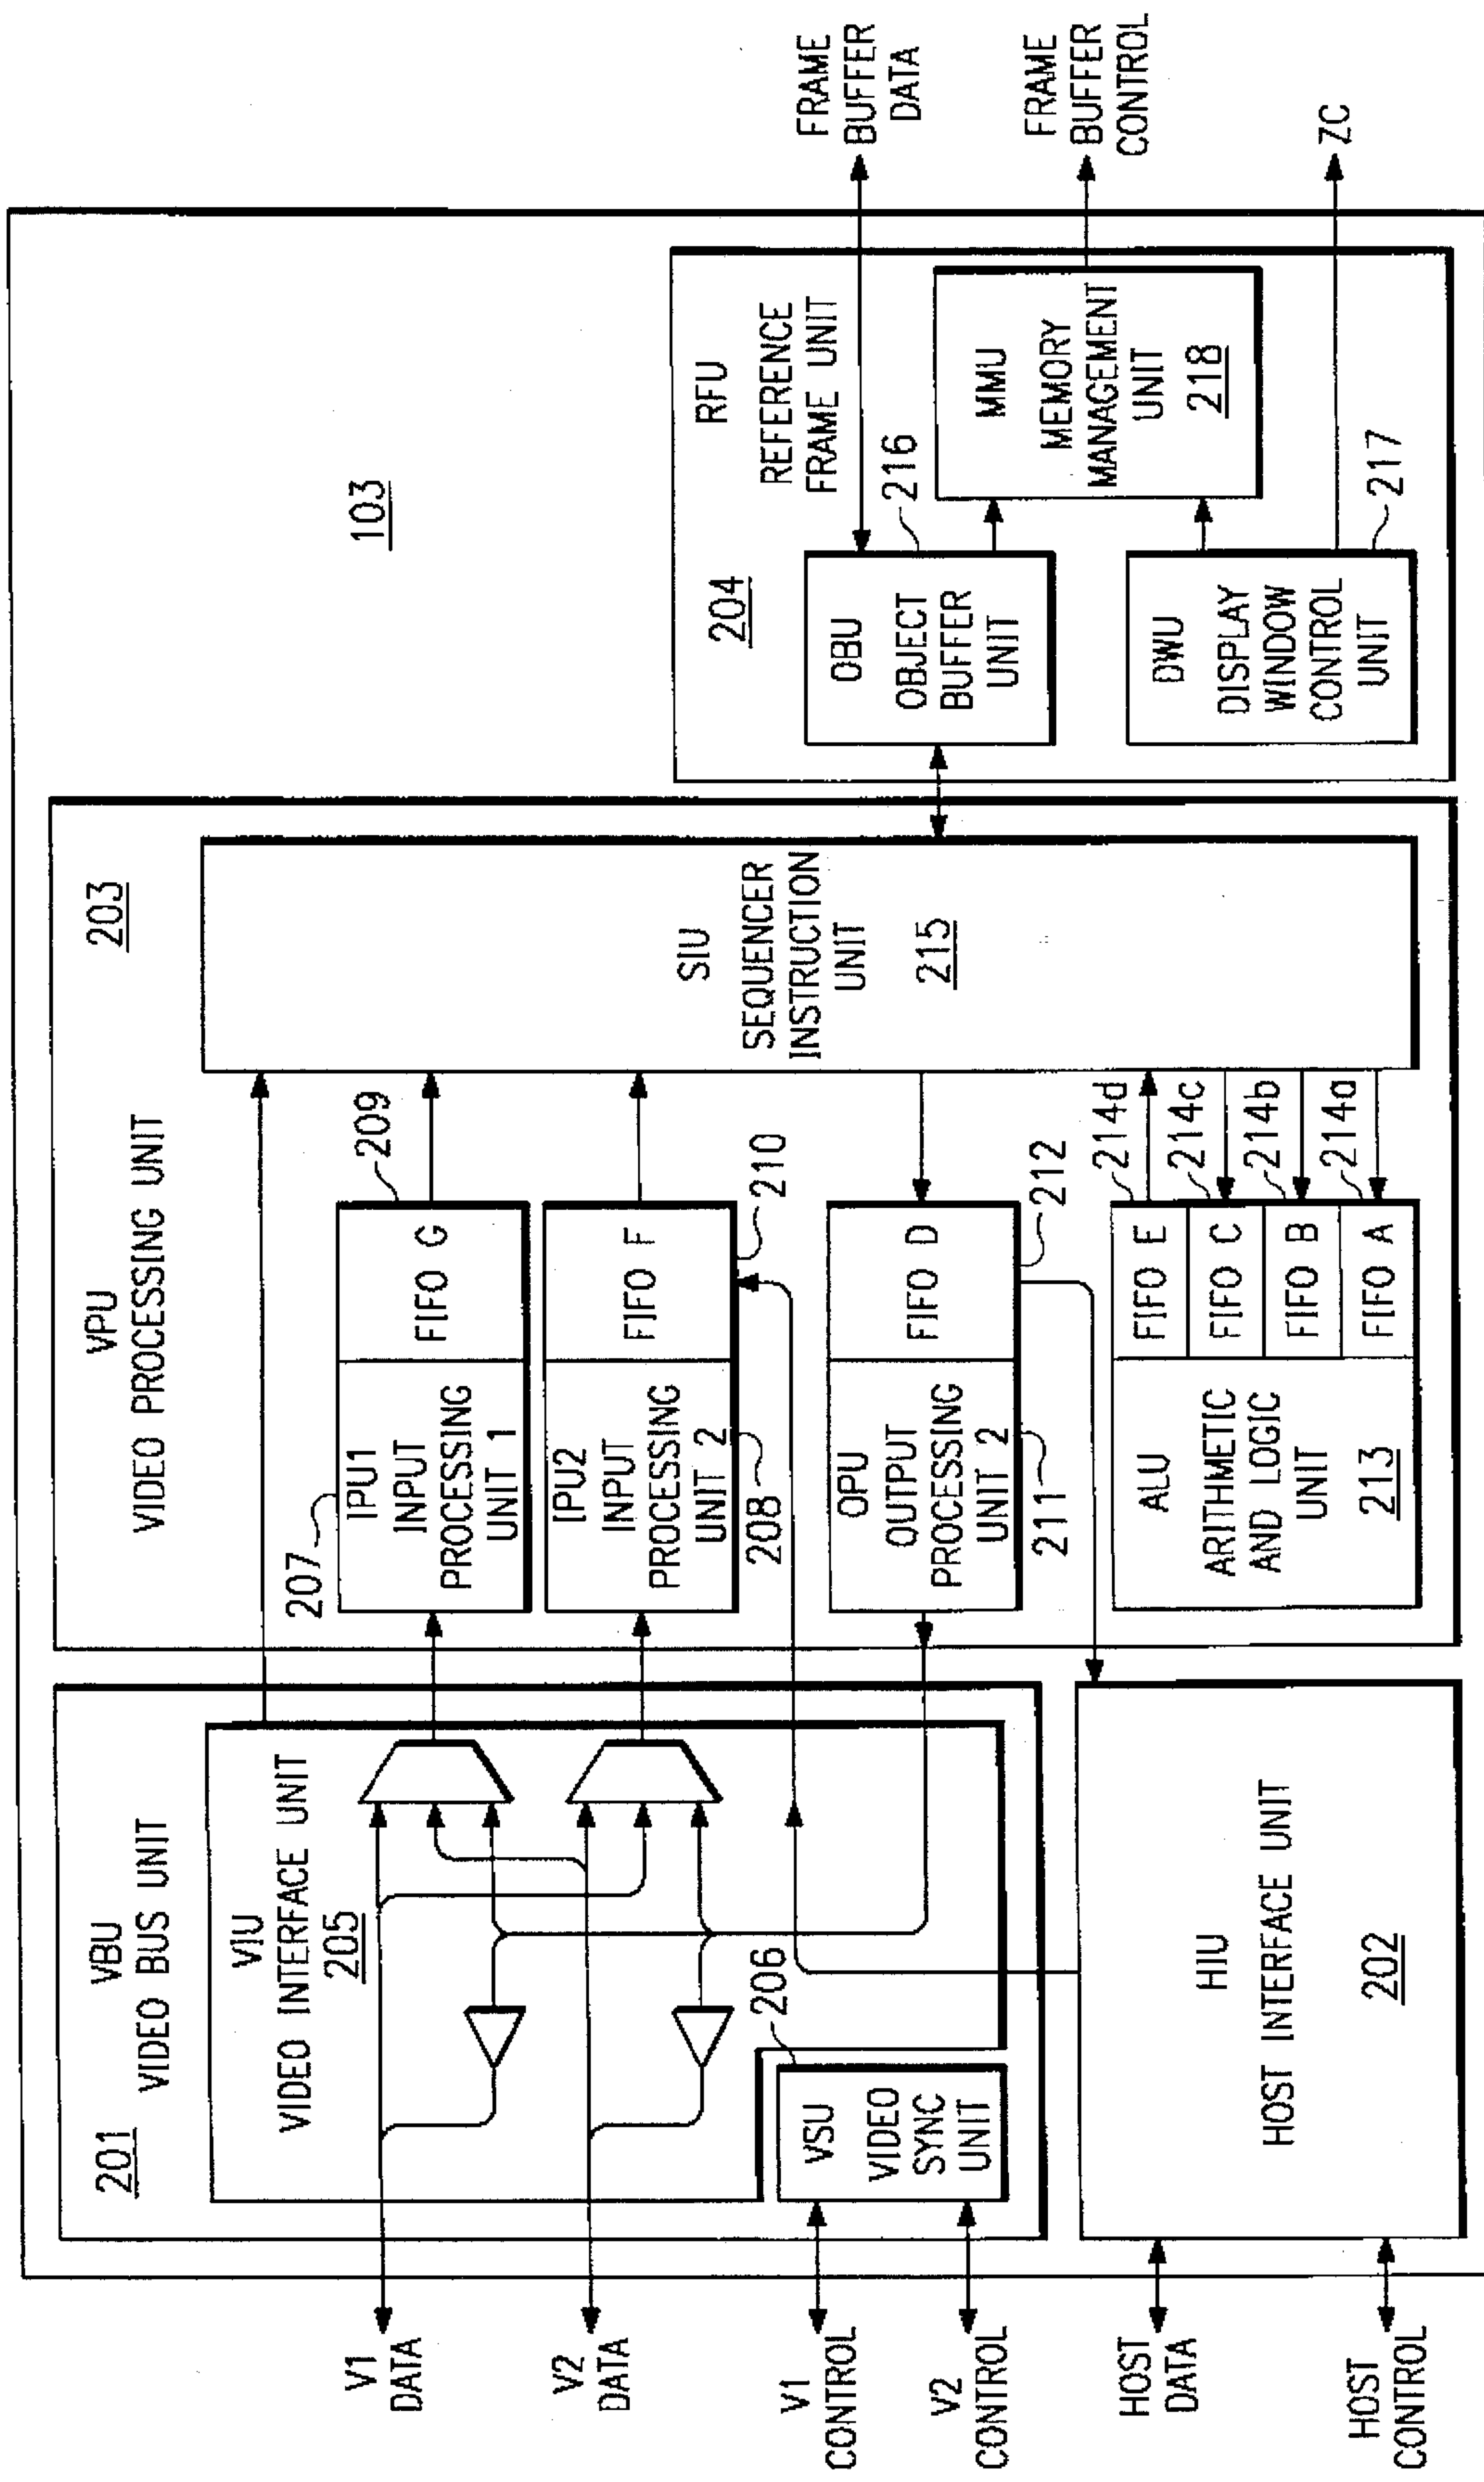 103
VBU
VIDEO BUS UNIT
201
VIU
VIDEO INTERFACE UNIT
205
VSU
VIDEO
SYNC
UNIT
206
V1
DATA
V2
DATA
V1
CONTROL
V2
CONTROL
HOST
DATA
HOST
CONTROL
HIU
HOST INTERFACE UNIT
202
VPU
VIDEO PROCESSING UNIT
203
207
IPU1
INPUT
PROCESSING
UNIT 1
FIFO G
209
IPU2
INPUT
PROCESSING
UNIT 2
FIFO F
208
210
OPU
OUTPUT
PROCESSING
UNIT 2
FIFO D
211
212
ALU
ARITHMETIC
AND LOGIC
UNIT
213
FIFO E
FIFO C
FIFO B
FIFO A
214d
214c
214b
214a
SIU
SEQUENCER
INSTRUCTION
UNIT
215
RFU
REFERENCE
FRAME UNIT
204
OBU
OBJECT
BUFFER
UNIT
216
MMU
MEMORY
MANAGEMENT
UNIT
218
DWU
DISPLAY
WINDOW
CONTROL
UNIT
217
FRAME
BUFFER
DATA
FRAME
BUFFER
CONTROL
ZC